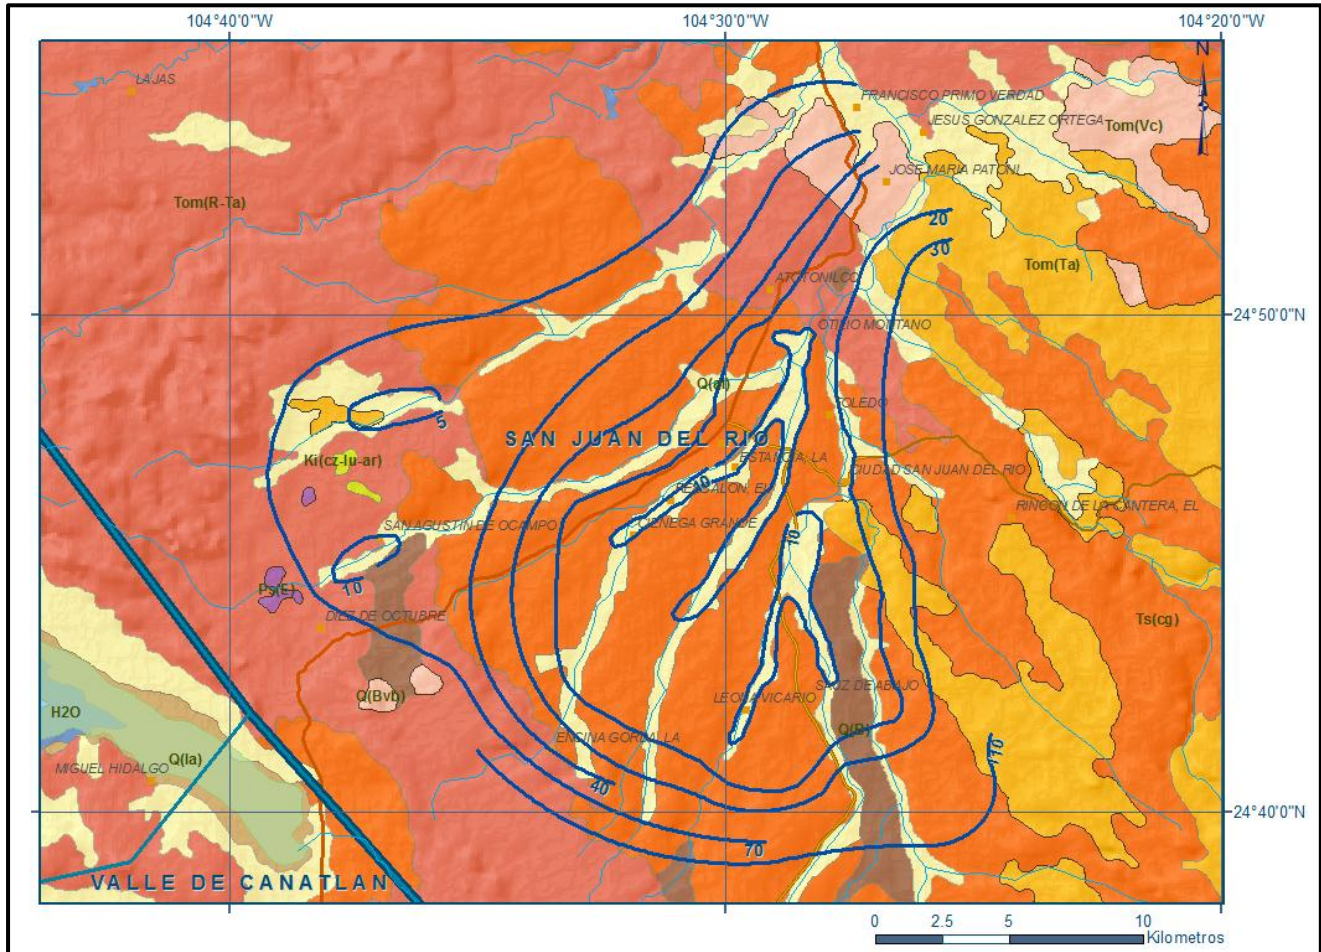 104°40'0"W
104°30'0"W
104°20'0"W
N
LAJAS
FRANCISCO PRIMO VERDAD
JESUS GONZALEZ ORTEGA
Tom(Vc)
JOSE MARIA PATONI
Tom(R-Ta)
20
30
Tom(Ta)
ATOTONILCO
24°50'0"N
OTILIO MONTAÑO
Q(al)
TOLEDO
5
SAN JUAN DEL RIO
Ki(cz-lu-ar)
ESTANCIA, LA
CIUDAD SAN JUAN DEL RIO
10
RINCON DE LA CANTERA, EL
SAN AGUSTIN DE OCAMPO
CIENEGA GRANDE
10
10
Ps(E)
DIEZ DE OCTUBRE
Ts(cg)
Q(Bvb)
LEONA VICARIO
SAUZ DE ABAJO
H2O
Q(B)
ENCINA GORDA, LA
Q(la)
MIGUEL HIDALGO
110
40
24°40'0"N
70
VALLE DE CANATLAN
0
2.5
5
10
Kilometros